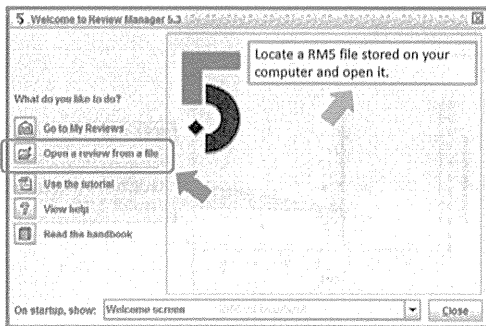 5 Welcome to Review Manager 5.3
Locate a RM5 file stored on your
computer and open it.
What do you like to do?
Go to My Reviews
Open a review from a file
Use the tutorial
View help
Read the handbook
On startup, show: Welcome screen
Close